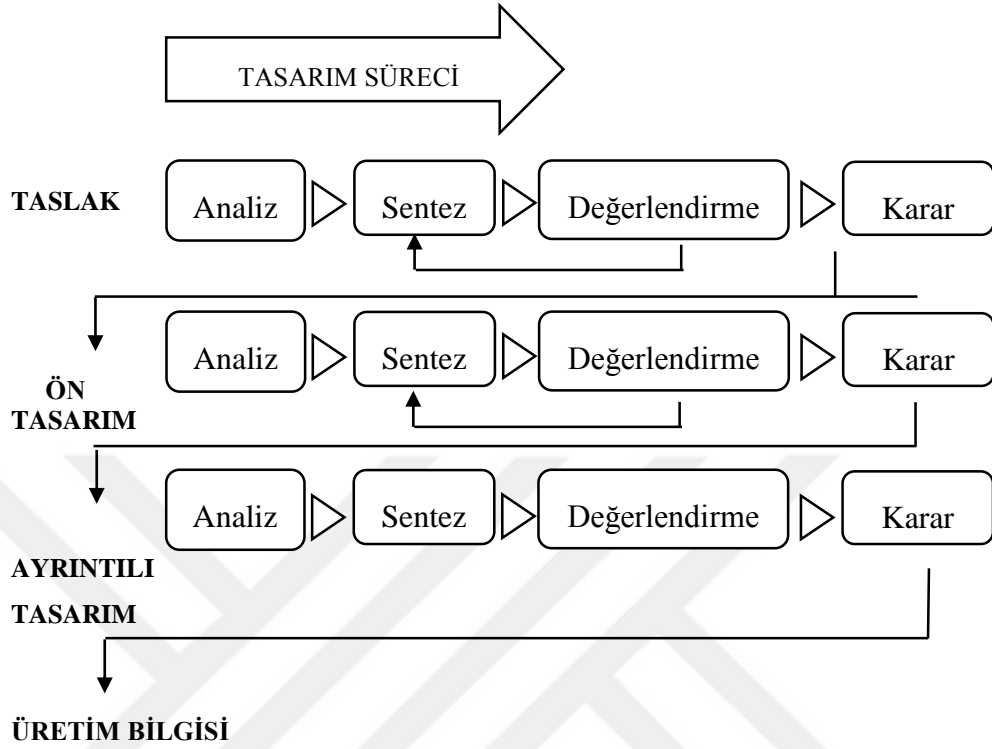 TASARIM SÜRECİ
TASLAK
Analiz
Sentez
Değerlendirme
Karar
Analiz
Sentez
Değerlendirme
Karar
ÖN
TASARIM
Analiz
Sentez
Değerlendirme
Karar
AYRINTILI
TASARIM
ÜRETİM BİLGİSİ